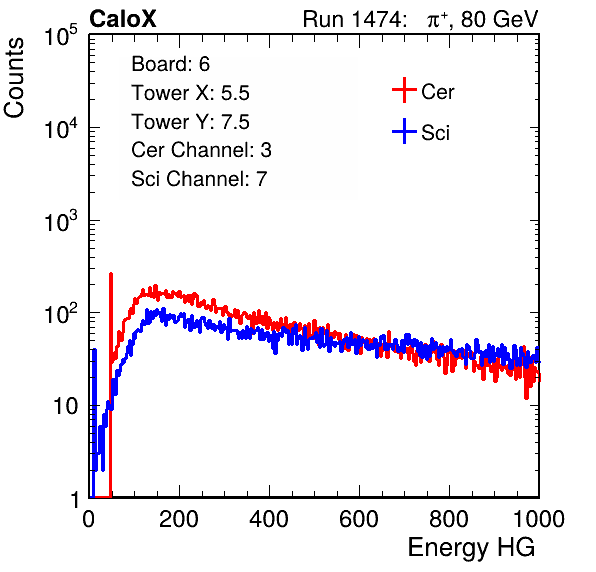 CaloX Run 1474: π⁺, 80 GeV
Counts
10⁵
10⁴
10³
10²
10
1
Board: 6
Tower X: 5.5
Tower Y: 7.5
Cer Channel: 3
Sci Channel: 7
Cer
Sci
0 200 400 600 800 1000
Energy HG